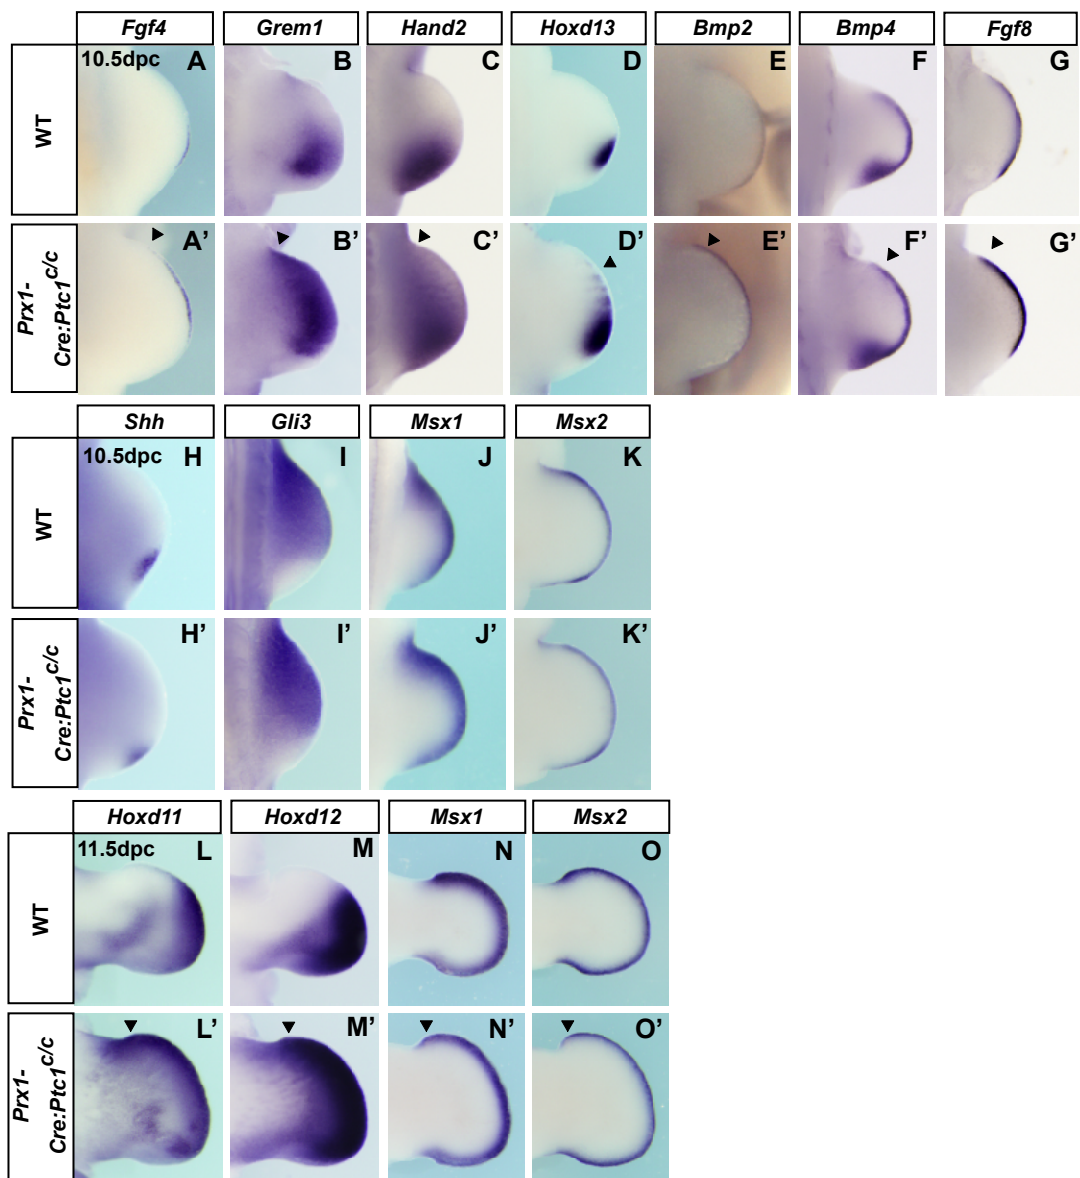 Fgf4 Grem1 Hand2 Hoxd13 Bmp2 Bmp4 Fgf8
WT
10.5dpc A B C D E F G
Prx1-
Cre:Ptc1c/c
A’ B’ C’ D’ E’ F’ G’
Shh Gli3 Msx1 Msx2
WT
10.5dpc H I J K
Prx1-
Cre:Ptc1c/c
H’ I’ J’ K’
Hoxd11 Hoxd12 Msx1 Msx2
WT
11.5dpc L M N O
Prx1-
Cre:Ptc1c/c
L’ M’ N’ O’